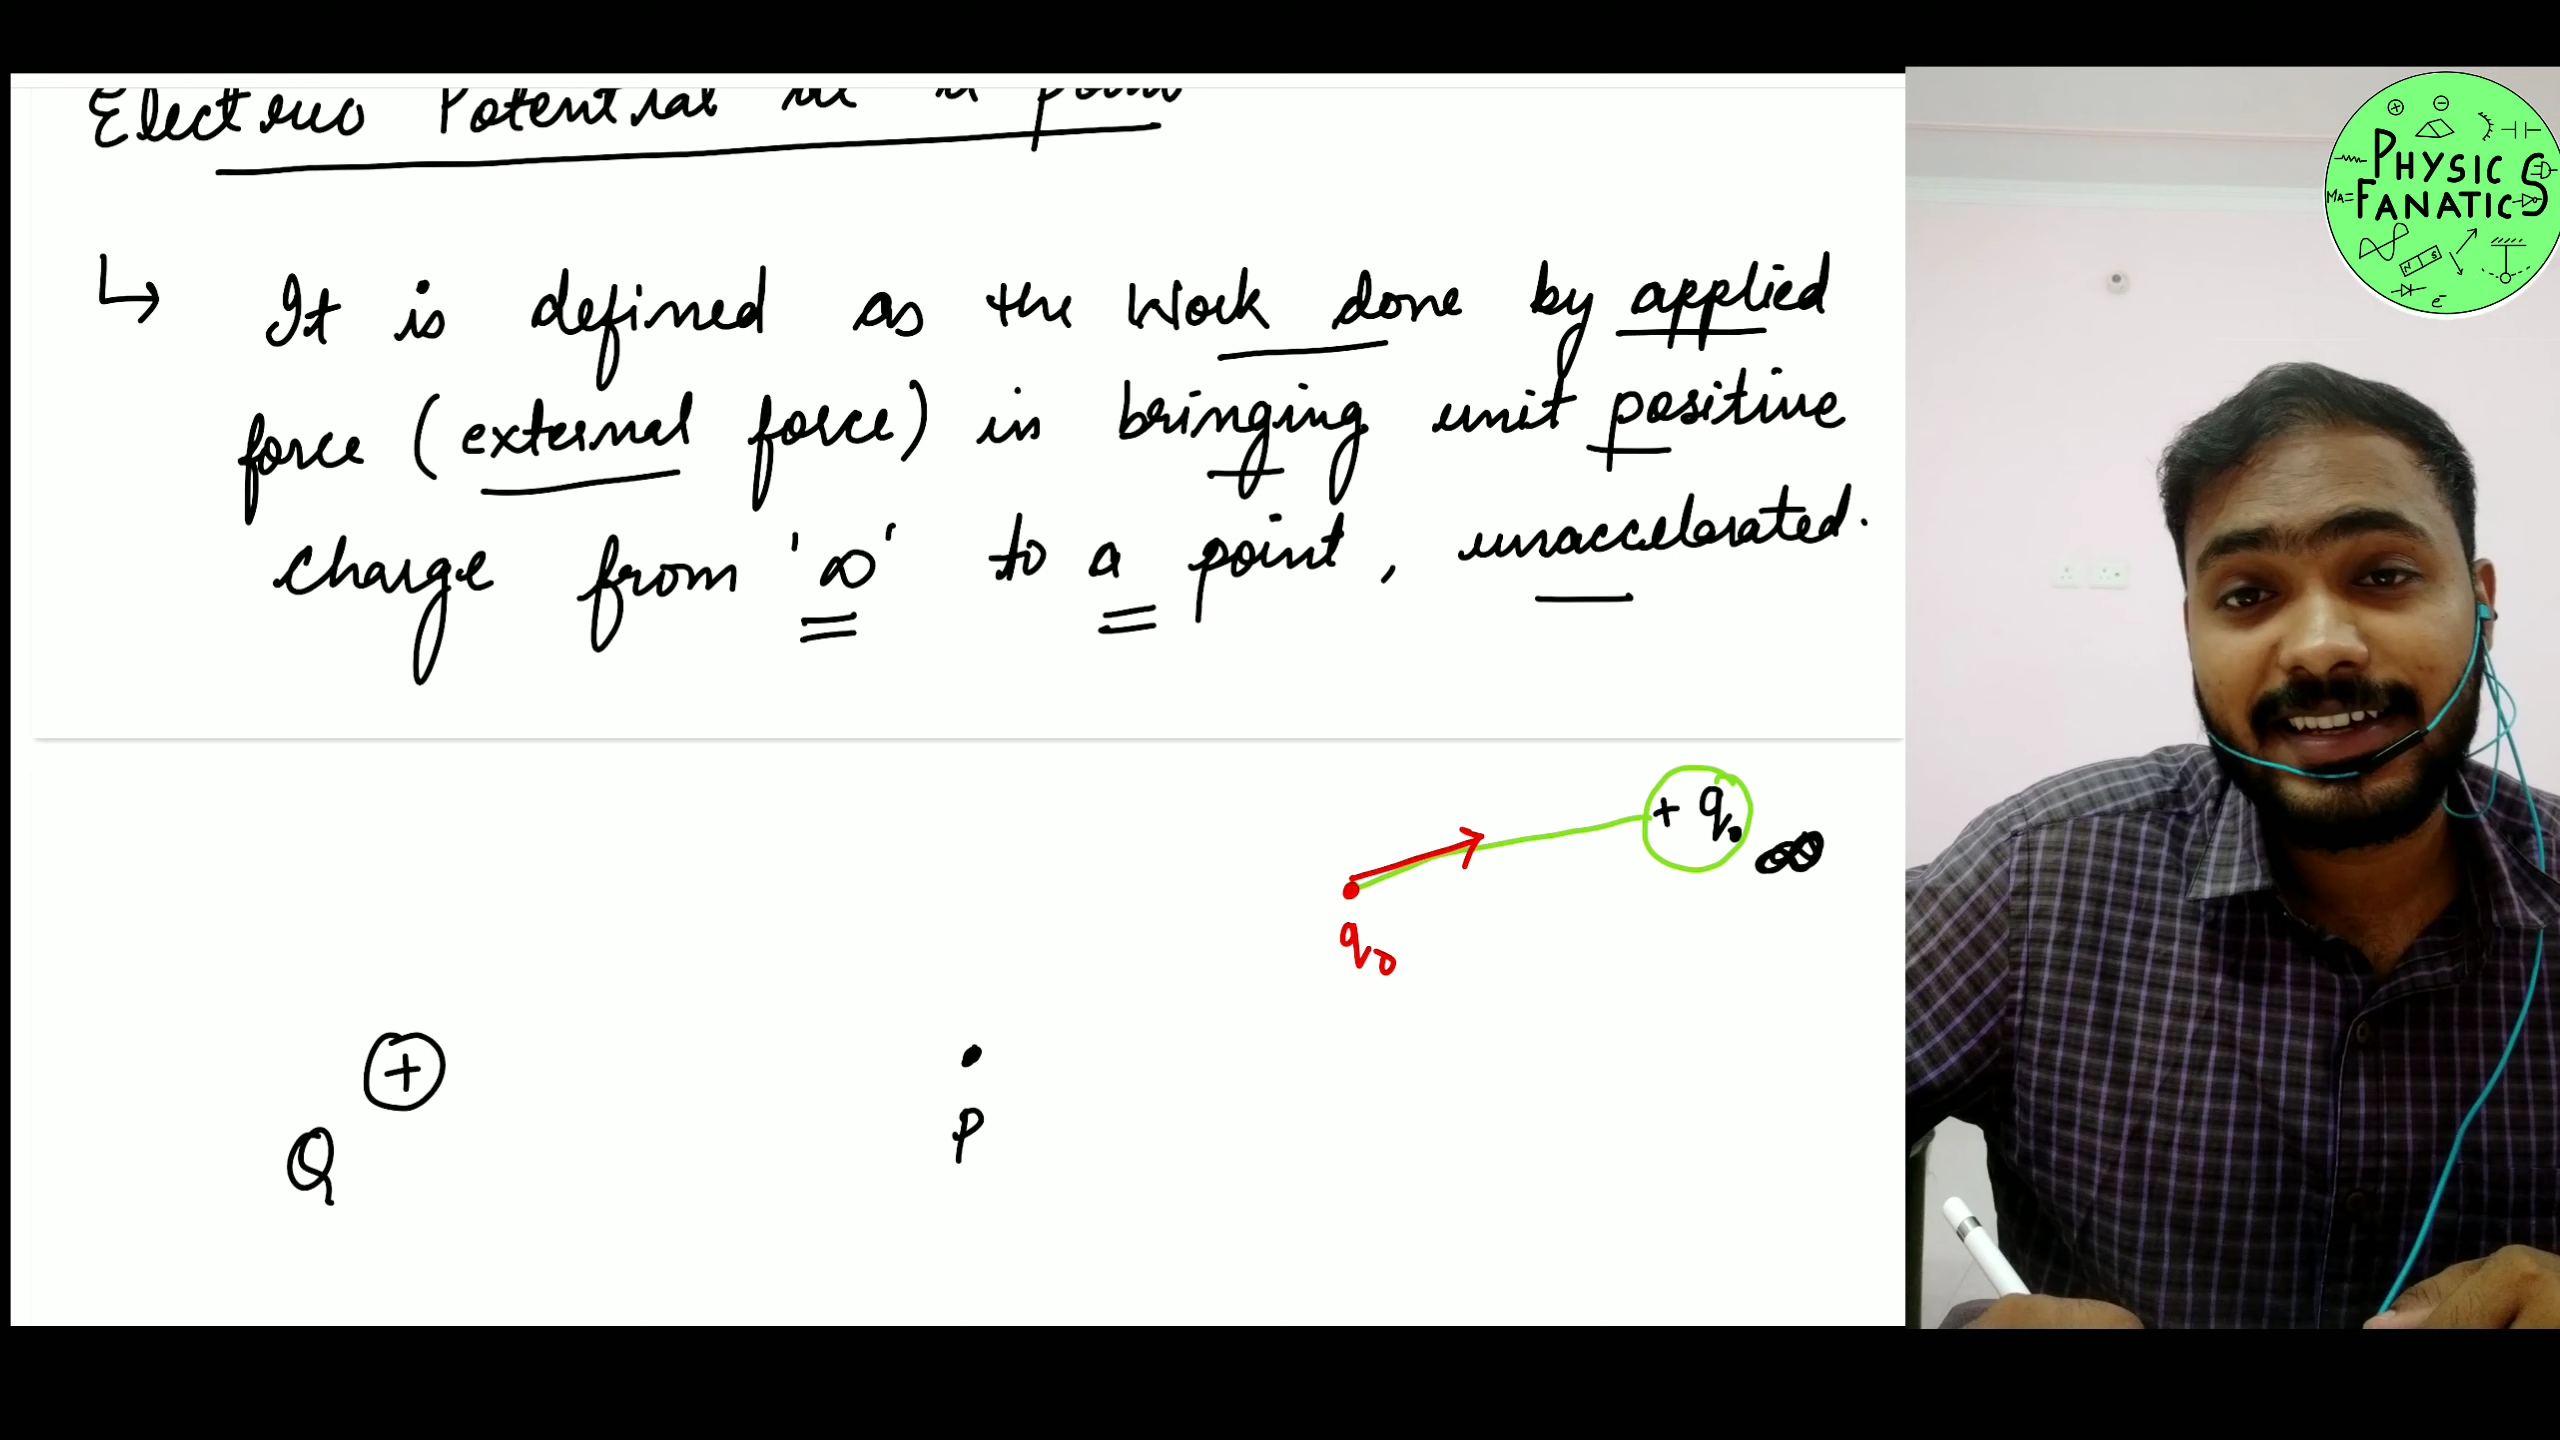 Electric Potential at a point
↳ It is defined as the Work done by applied
force (external force) in bringing unit positive
charge from '∞' to a point, unaccelerated.
+ q₀ ∞
q₀
+
Q
P
PHYSICS
FANATICS
MA=
N S
e⁻